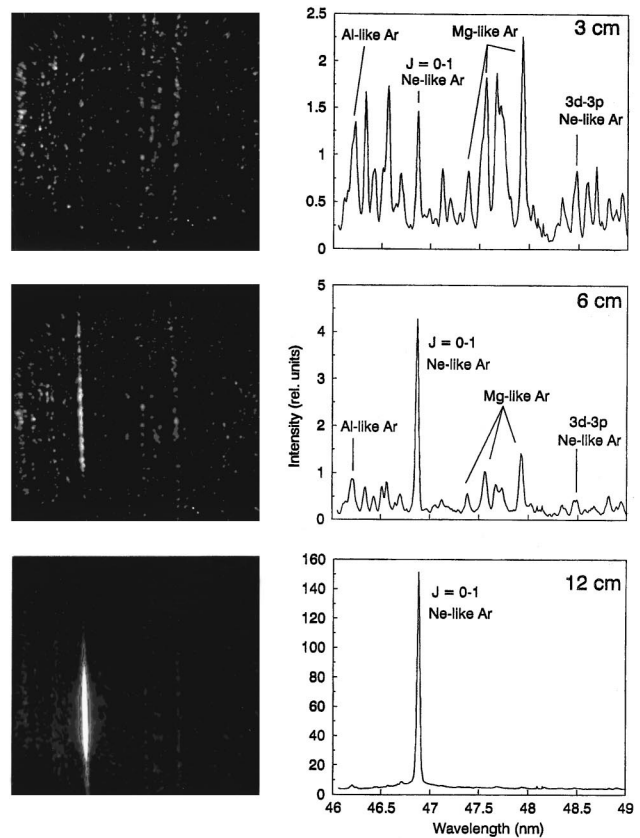 3 cm
2.5
2
1.5
1
0.5
0
Al-like Ar
Mg-like Ar
J = 0-1
Ne-like Ar
3d-3p
Ne-like Ar
6 cm
5
4
3
2
1
0
Intensity (rel. units)
J = 0-1
Ne-like Ar
Mg-like Ar
Al-like Ar
3d-3p
Ne-like Ar
12 cm
160
140
120
100
80
60
40
20
0
J = 0-1
Ne-like Ar
46 46.5 47 47.5 48 48.5 49
Wavelength (nm)